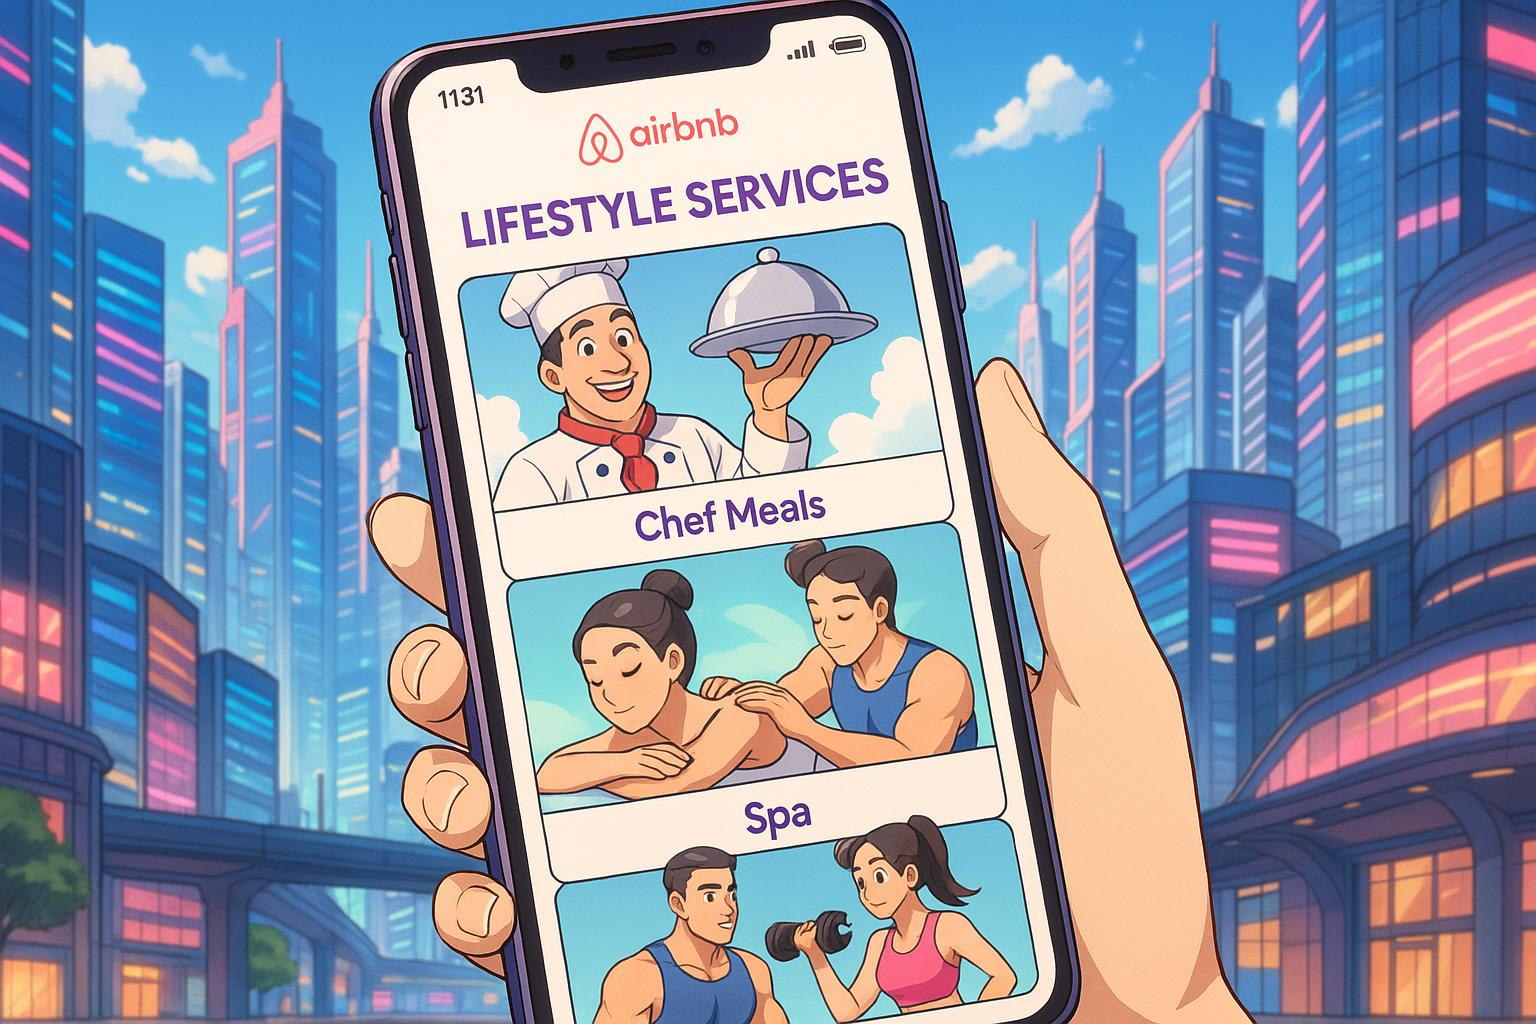 1131
airbnb
LIFESTYLE SERVICES
Chef Meals
Spa